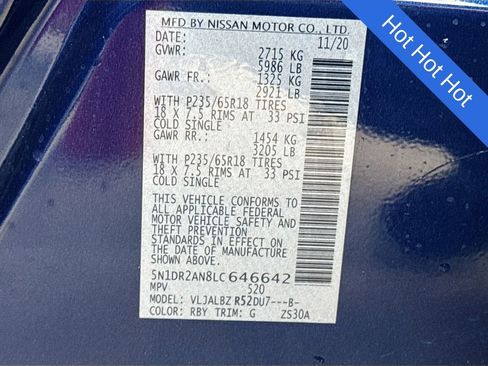 MFD BY NISSAN MOTOR CO., LTD.
DATE: 11/20
GVWR: 2715 KG
5986 LB
GAWR FR.: 1325 KG
2921 LB
WITH P235/65R18 TIRES
18 X 7.5 RIMS AT 33 PSI
COLD SINGLE
GAWR RR.: 1454 KG
3205 LB
WITH P235/65R18 TIRES
18 X 7.5 RIMS AT 33 PSI
COLD SINGLE
THIS VEHICLE CONFORMS TO
ALL APPLICABLE FEDERAL
MOTOR VEHICLE SAFETY AND
THEFT PREVENTION
STANDARDS IN EFFECT ON
THE DATE OF MANUFACTURE
SHOWN ABOVE.
5N1DR2AN8LC646642
MPV 520
MODEL: VLJALBZ R52DU7---B-
COLOR: RBY TRIM: G ZS30A
Hot Hot Hot